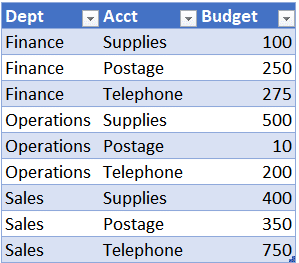 Dept Acct Budget
Finance Supplies 100
Finance Postage 250
Finance Telephone 275
Operations Supplies 500
Operations Postage 10
Operations Telephone 200
Sales Supplies 400
Sales Postage 350
Sales Telephone 750